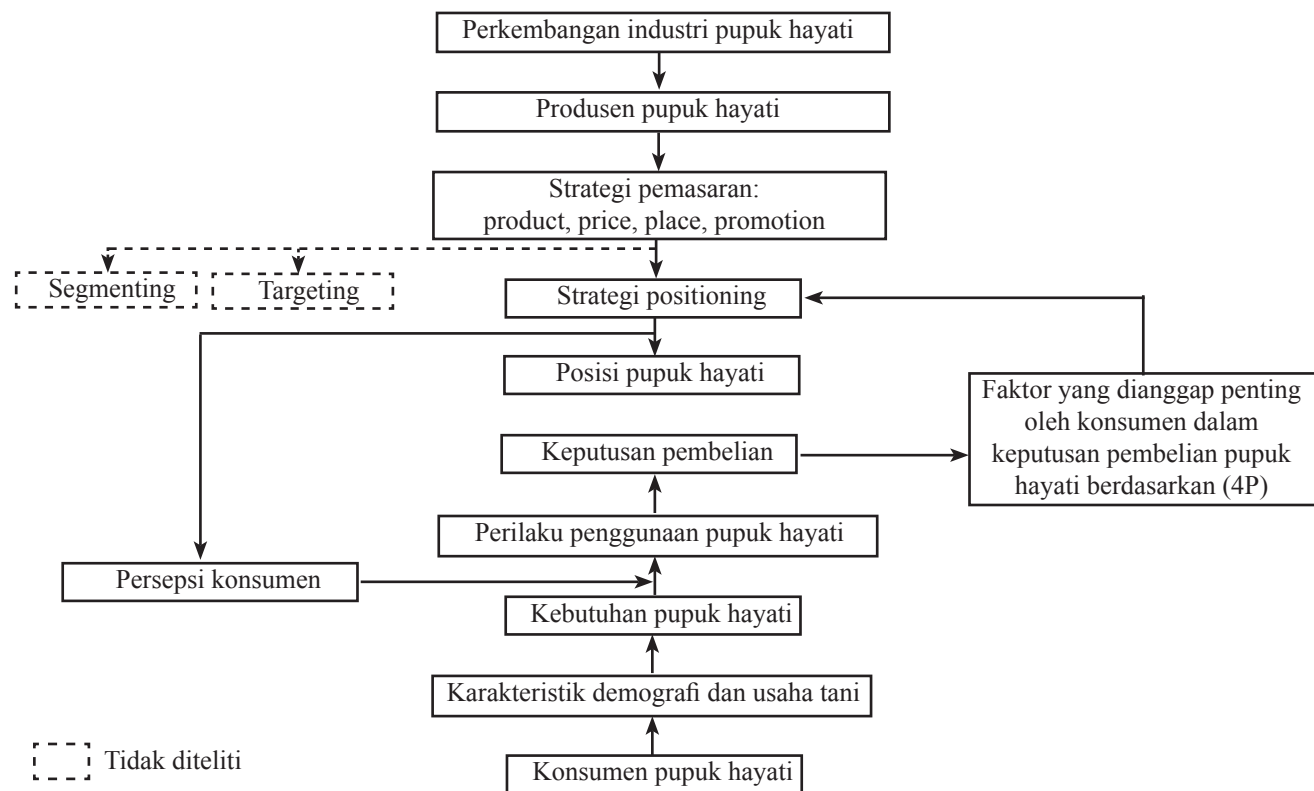 Perkembangan industri pupuk hayati
Produsen pupuk hayati
Strategi pemasaran:
product, price, place, promotion
Segmenting
Targeting
Strategi positioning
Posisi pupuk hayati
Faktor yang dianggap penting
oleh konsumen dalam
keputusan pembelian pupuk
hayati berdasarkan (4P)
Keputusan pembelian
Perilaku penggunaan pupuk hayati
Persepsi konsumen
Kebutuhan pupuk hayati
Karakteristik demografi dan usaha tani
Tidak diteliti
Konsumen pupuk hayati